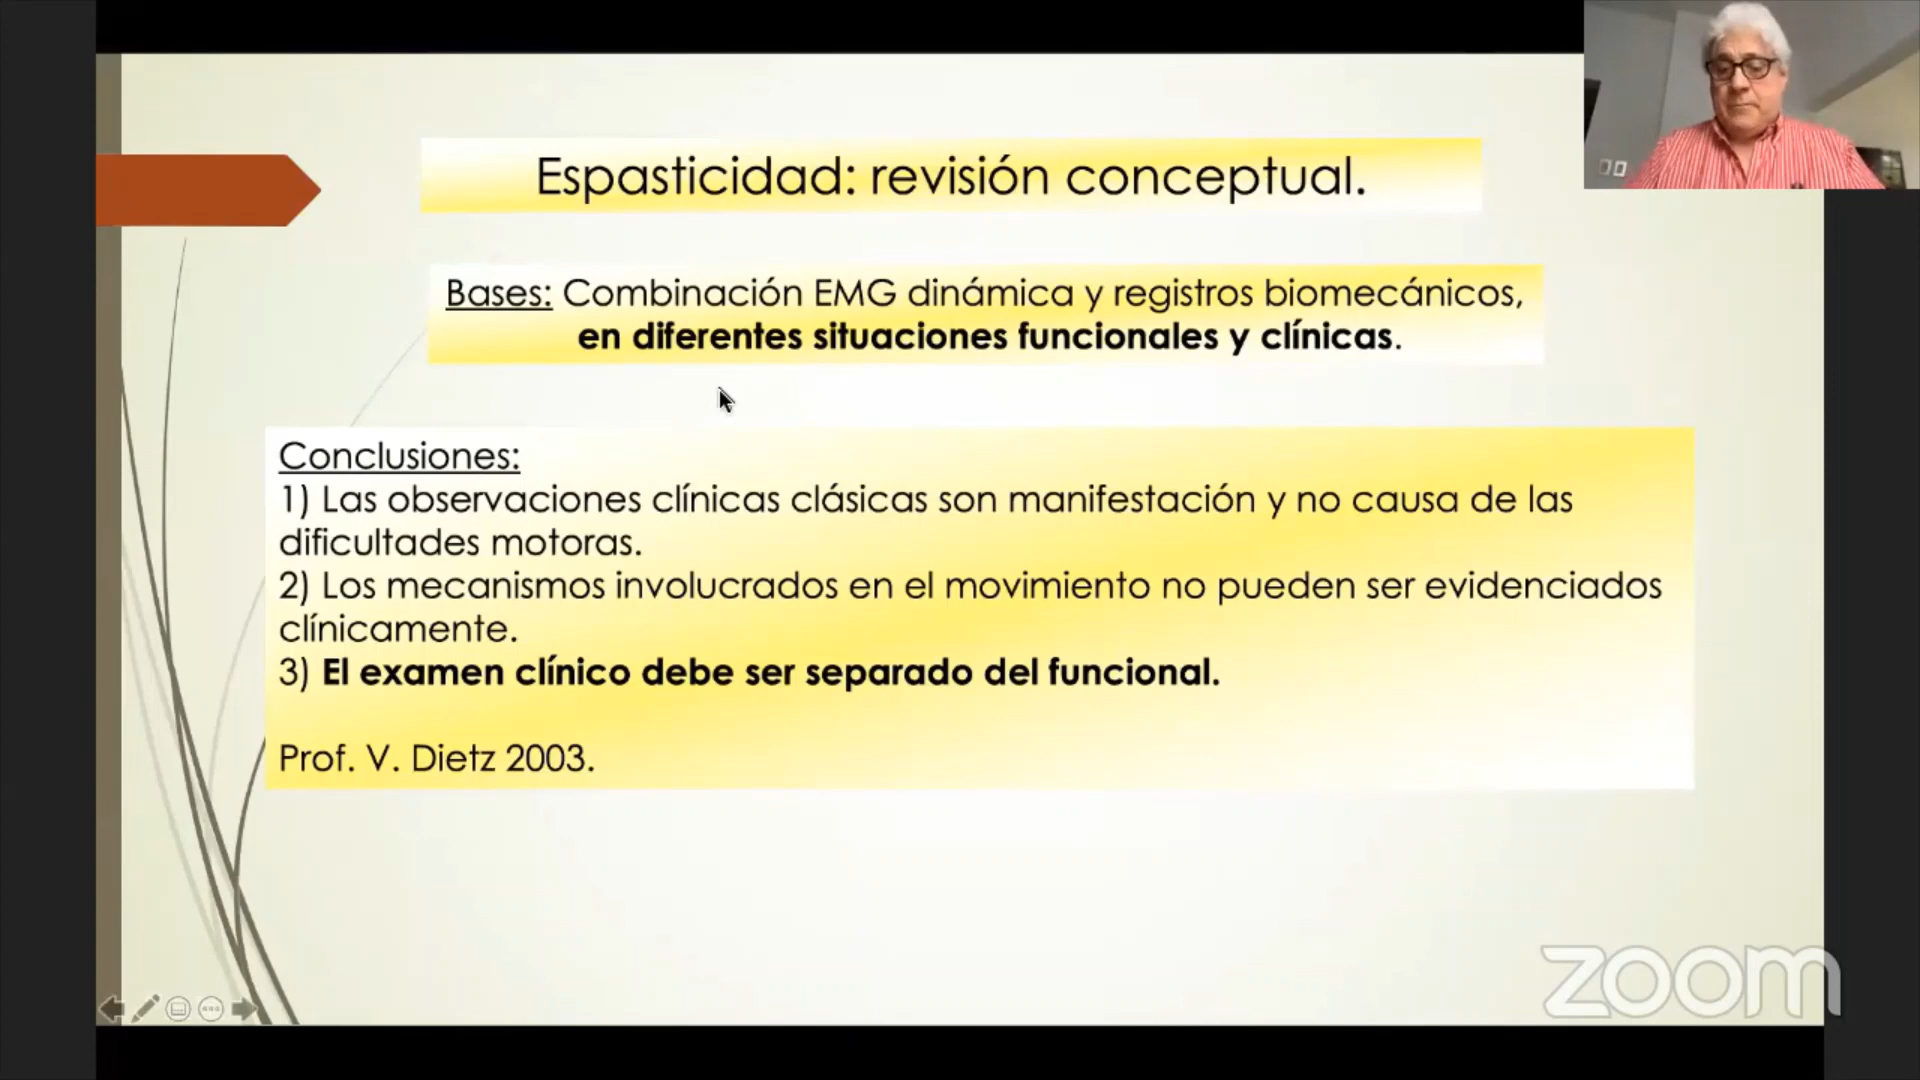 Espasticidad: revisión conceptual.
Bases: Combinación EMG dinámica y registros biomecánicos,
en diferentes situaciones funcionales y clínicas.
Conclusiones:
1) Las observaciones clínicas clásicas son manifestación y no causa de las
dificultades motoras.
2) Los mecanismos involucrados en el movimiento no pueden ser evidenciados
clínicamente.
3) El examen clínico debe ser separado del funcional.
Prof. V. Dietz 2003.
zoom